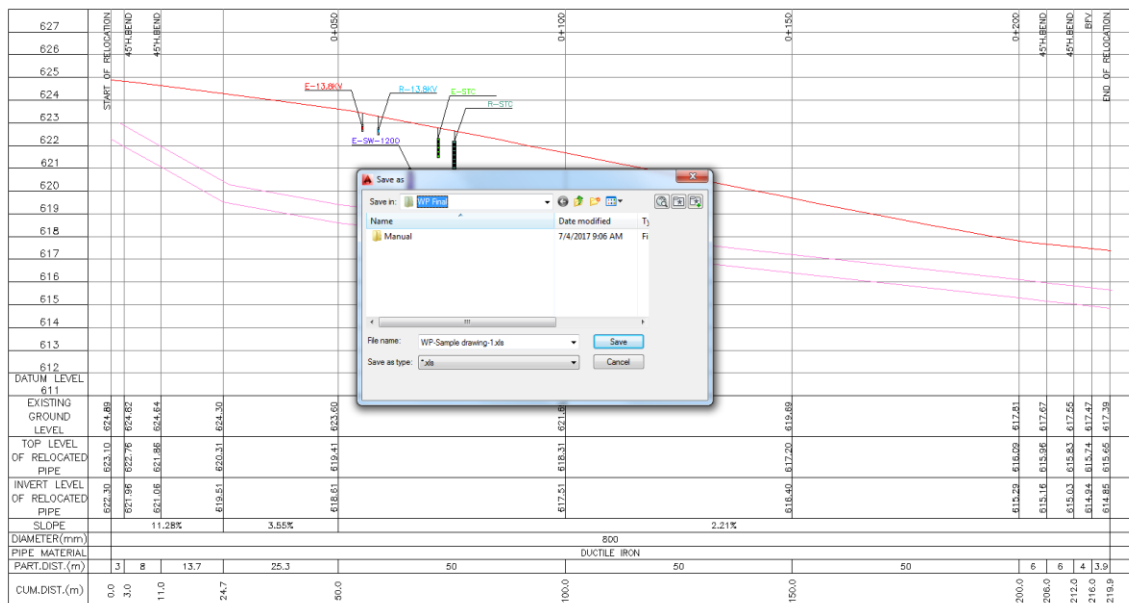 627
626
625
624
623
622
621
620
619
618
617
616
615
614
613
612
DATUM LEVEL
611
START OF RELOCATION
45°H.BEND
45°H.BEND
0+050
0+100
0+150
0+200
45°H.BEND
45°H.BEND
BFV
END OF RELOCATION
E-13.8KV
R-13.8KV
E-STC
R-STC
E-SW-1200
Save as
Save in: WP Final
Name Date modified
Manual 7/4/2017 9:06 AM Fi
File name: WP-Sample drawing-1.xls Save
Save as type: *.xls Cancel
EXISTING
GROUND
LEVEL
624.89 624.82 624.64 624.30 623.60 619.69 617.81 617.67 617.55 617.47 617.39
TOP LEVEL
OF RELOCATED
PIPE
623.10 622.76 621.86 620.31 619.41 618.31 617.20 616.09 615.96 615.83 615.74 615.65
INVERT LEVEL
OF RELOCATED
PIPE
622.30 621.96 621.06 619.51 618.61 617.51 616.40 615.29 615.16 615.03 614.94 614.85
SLOPE 11.28% 3.55% 2.21%
DIAMETER(mm) 800
PIPE MATERIAL DUCTILE IRON
PART.DIST.(m) 3 8 13.7 25.3 50 50 50 6 6 4 3.9
CUM.DIST.(m) 0.0 3.0 11.0 24.7 50.0 100.0 150.0 200.0 206.0 212.0 216.0 219.9